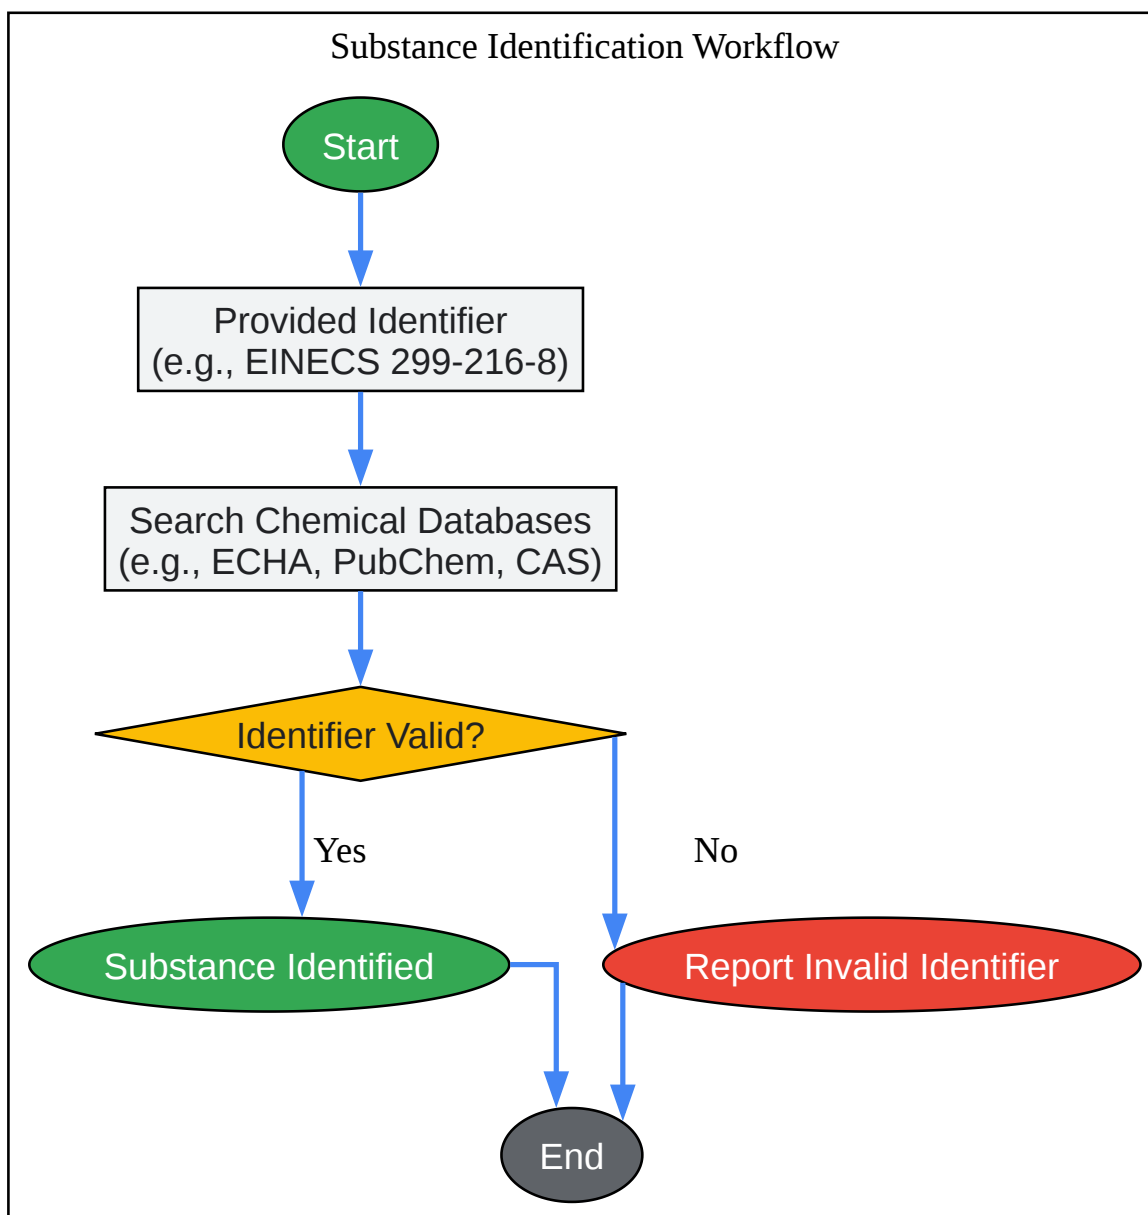 Substance Identification Workflow
Start
Provided Identifier
(e.g., EINECS 299-216-8)
Search Chemical Databases
(e.g., ECHA, PubChem, CAS)
Identifier Valid?
Yes
No
Substance Identified
Report Invalid Identifier
End